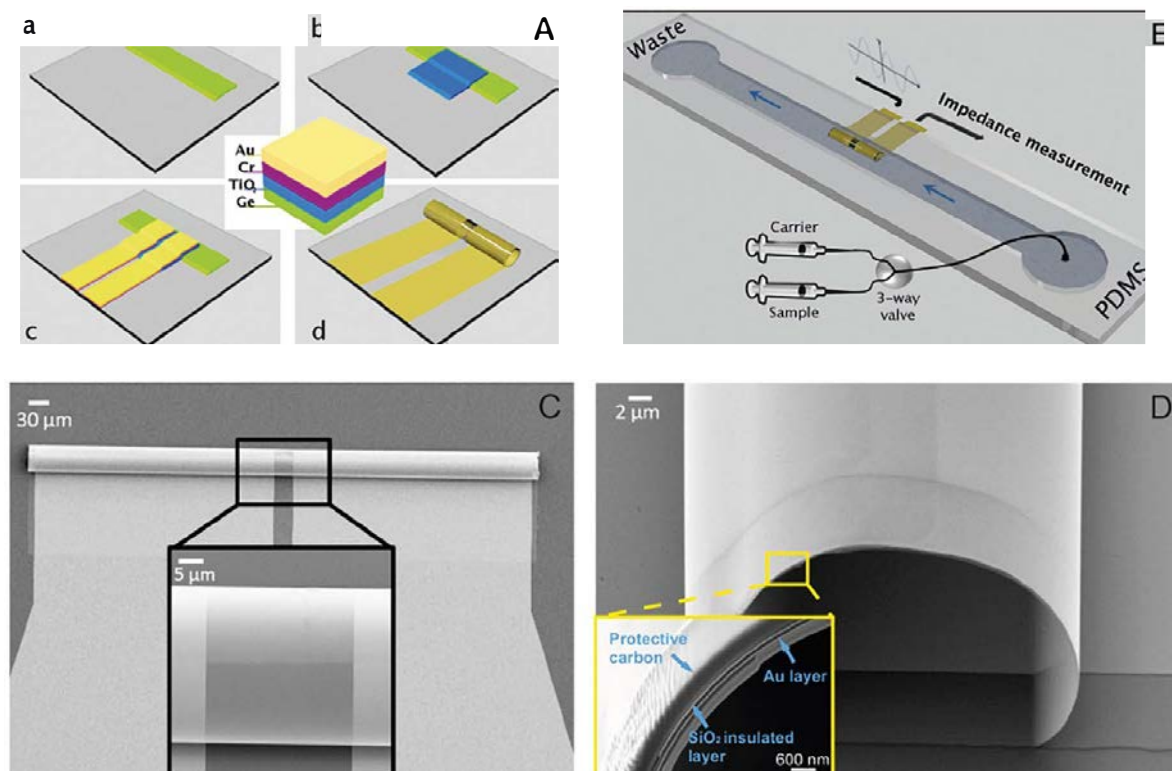 a
b
A
Au
Cr
TiO₂
Ge
c
d
Waste
Impedance measurement
Carrier
Sample
3-way
valve
PDMS
30 µm
C
5 µm
2 µm
D
Protective
carbon
Au layer
SiO₂ insulated
layer
600 nm